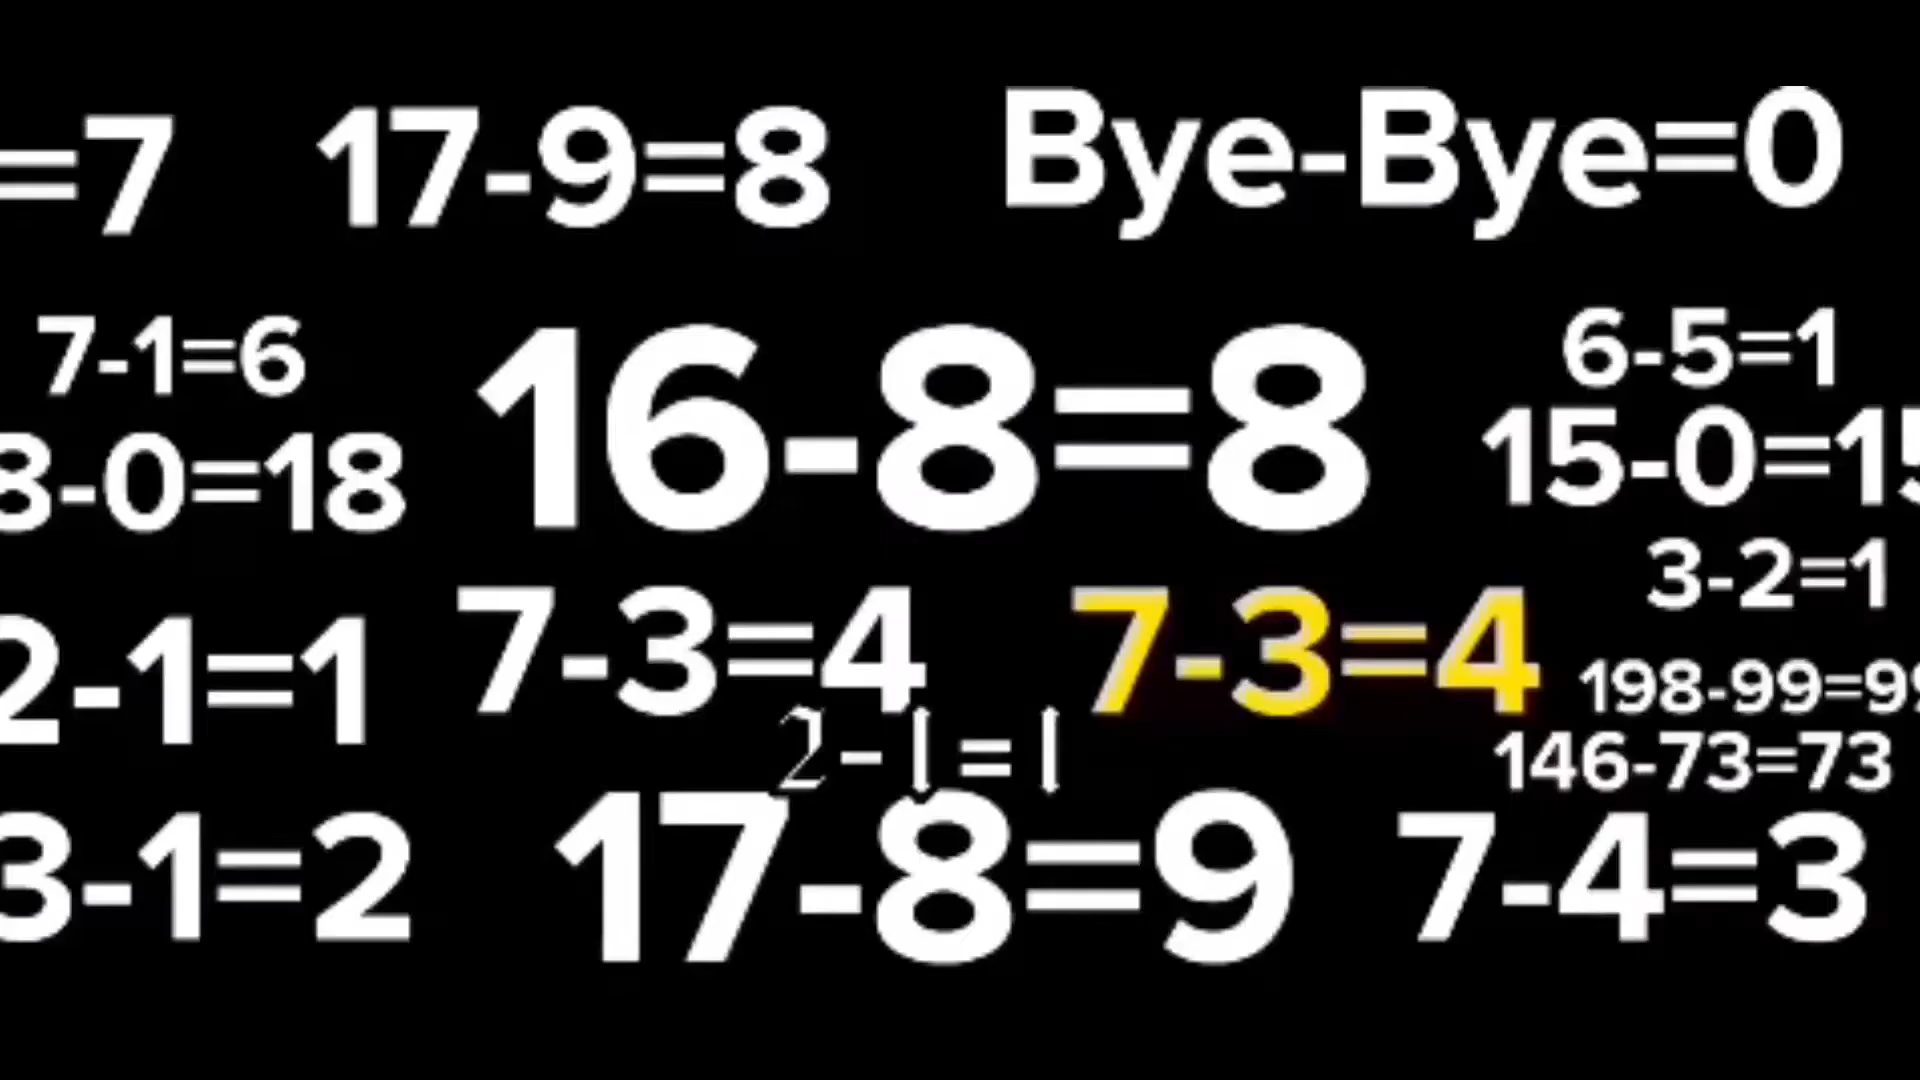 =7 17-9=8 Bye-Bye=0
7-1=6 16-8=8 6-5=1
8-0=18 15-0=15
3-2=1
2-1=1 7-3=4 7-3=4
198-99=99
2-1=1 146-73=73
3-1=2 17-8=9 7-4=3